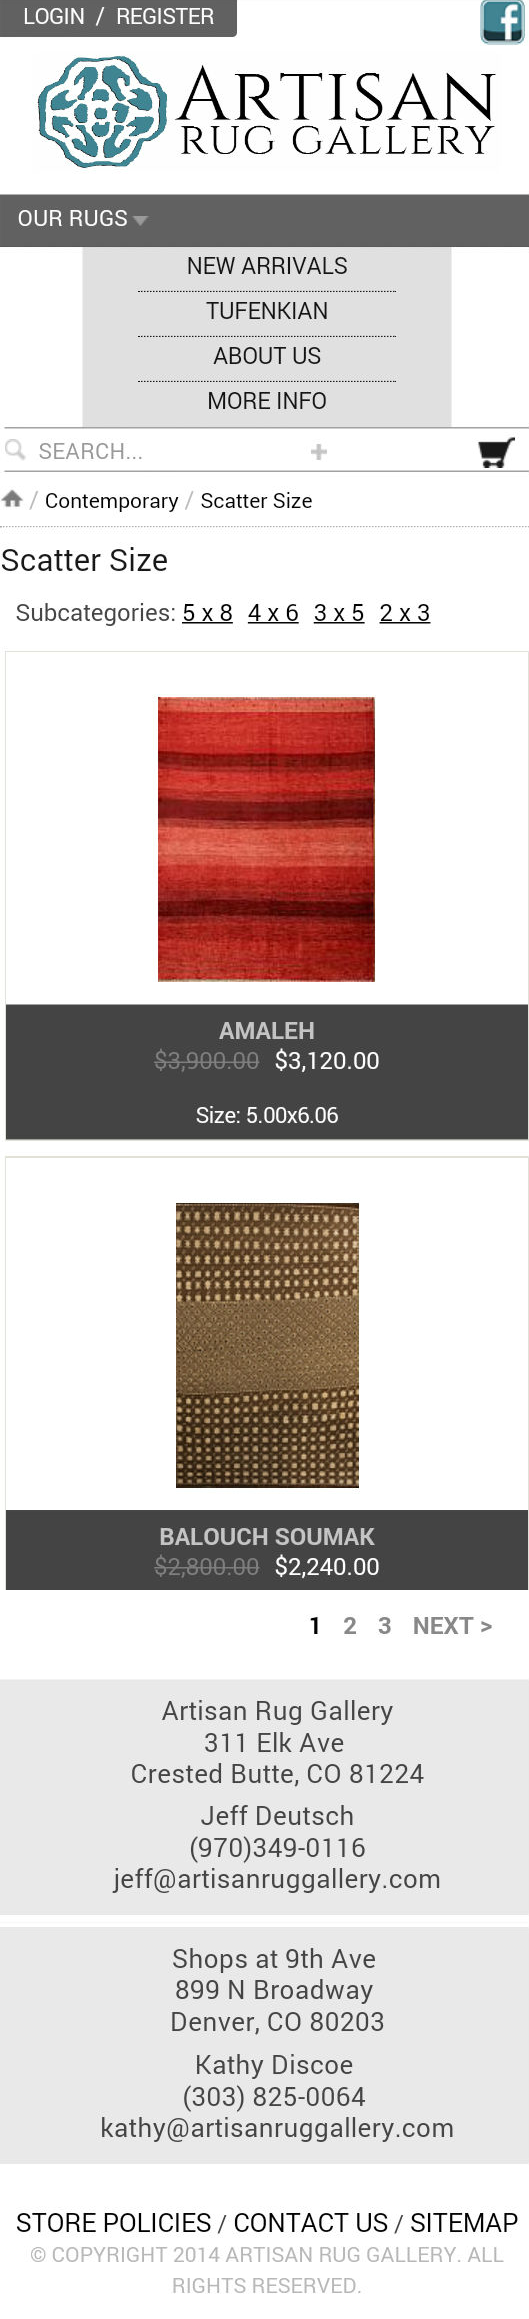 LOGIN / REGISTER
ARTISAN
RUG GALLERY
OUR RUGS
NEW ARRIVALS
TUFENKIAN
ABOUT US
MORE INFO
SEARCH...
/ Contemporary / Scatter Size
Scatter Size
Subcategories: 5 x 8 4 x 6 3 x 5 2 x 3
AMALEH
$3,900.00 $3,120.00
Size: 5.00x6.06
BALOUCH SOUMAK
$2,800.00 $2,240.00
1 2 3 NEXT >
Artisan Rug Gallery
311 Elk Ave
Crested Butte, CO 81224
Jeff Deutsch
(970)349-0116
jeff@artisanruggallery.com
Shops at 9th Ave
899 N Broadway
Denver, CO 80203
Kathy Discoe
(303) 825-0064
kathy@artisanruggallery.com
STORE POLICIES / CONTACT US / SITEMAP
© COPYRIGHT 2014 ARTISAN RUG GALLERY. ALL
RIGHTS RESERVED.